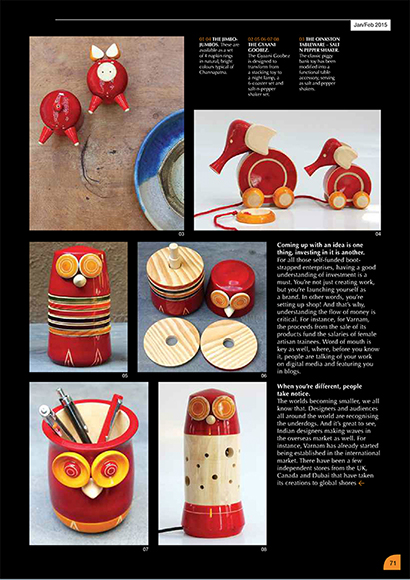 Jan/Feb 2015
01-04 THE JIMBO-
JUMBOS. These are
available as a set
of 4 napkin rings
in natural, bright
colours typical of
Channapatna.
02 05 06 07 08
THE GYAANI
GOOBEZ.
The Gyaani Goobez
is designed to
transform from
a stacking toy to
a night-lamp, a
coaster set and
salt-n-pepper
shaker set.
03 THE OINKSTON
TABLEWARE – SALT
N PEPPER SHAKER.
The classic piggy
bank toy has been
modified into a
functional table
accessory, serving
as salt and pepper
shakers.
03
04
05
06
Coming up with an idea is one
thing, investing in it is another.
For all those self-funded boot-
strapped enterprises, having a good
understanding of investment is a
must. You're not just creating work,
but you're launching yourself as
a brand. In other words, you're
setting up shop! And that's why,
understanding the flow of money is
critical. For instance, for Varnam,
the proceeds from the sale of its
products fund the salaries of female
artisan trainees. Word of mouth is
key as well, where, before you know
it, people are talking of your work
on digital media and featuring you
in blogs.
When you're different, people
take notice.
The worlds becoming smaller, we all
know that. Designers and audiences
all around the world are recognising
the underdogs. And it's great to see,
Indian designers making waves in
the overseas market as well. For
instance, Varnam has already started
being established in the international
market. There have been a few
independent stores from the UK,
Canada and Dubai that have taken
its creations to global shores
07
08
71